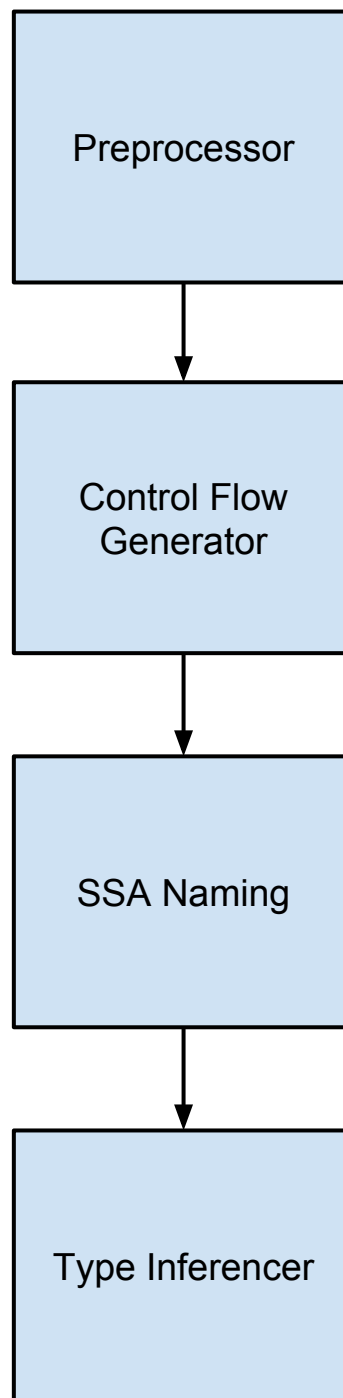 Preprocessor
Control Flow
Generator
SSA Naming
Type Inferencer